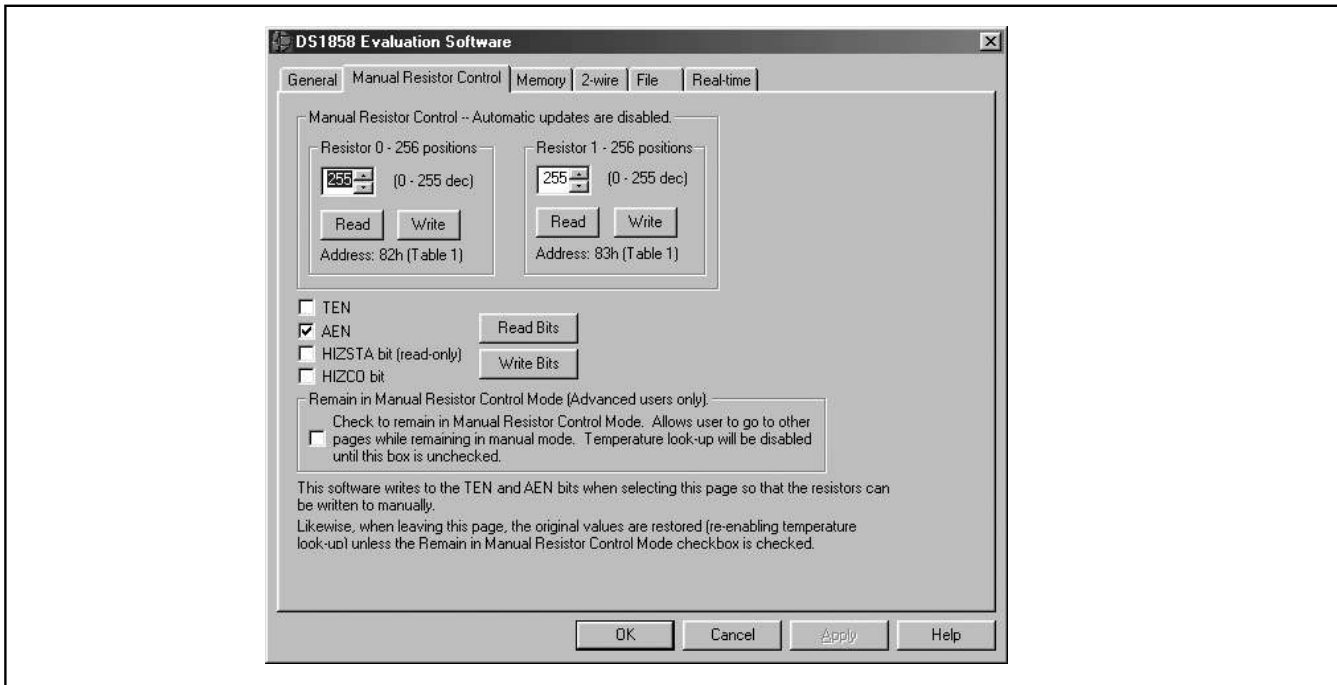 DS1858 Evaluation Software
General Manual Resistor Control Memory 2-wire File Real-time
Manual Resistor Control -- Automatic updates are disabled.
Resistor 0 - 256 positions
255 (0 - 255 dec)
Read Write
Address: 82h (Table 1)
Resistor 1 - 256 positions
255 (0 - 255 dec)
Read Write
Address: 83h (Table 1)
TEN
AEN
HIZSTA bit (read-only)
HIZCO bit
Read Bits
Write Bits
Remain in Manual Resistor Control Mode (Advanced users only).
Check to remain in Manual Resistor Control Mode. Allows user to go to other
pages while remaining in manual mode. Temperature look-up will be disabled
until this box is unchecked.
This software writes to the TEN and AEN bits when selecting this page so that the resistors can
be written to manually.
Likewise, when leaving this page, the original values are restored (re-enabling temperature
look-up) unless the Remain in Manual Resistor Control Mode checkbox is checked.
OK Cancel Apply Help